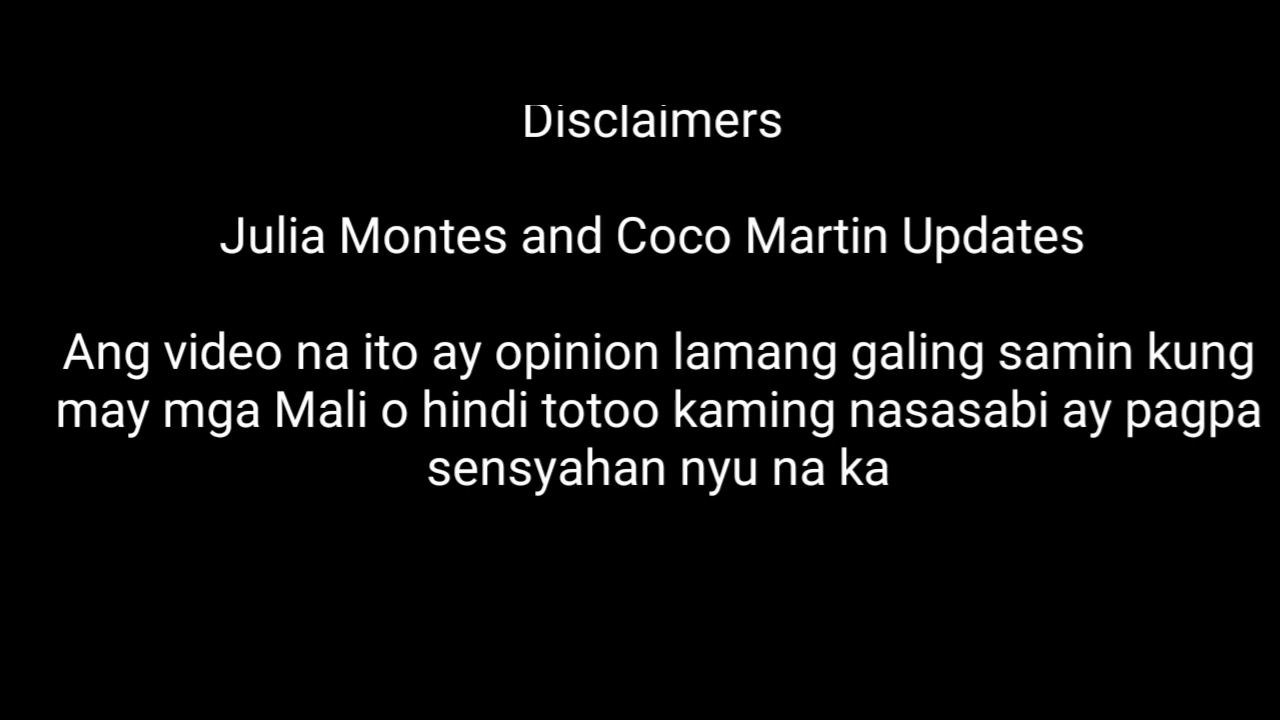 Disclaimers
Julia Montes and Coco Martin Updates
Ang video na ito ay opinion lamang galing samin kung
may mga Mali o hindi totoo kaming nasasabi ay pagpa
sensyahan nyu na ka